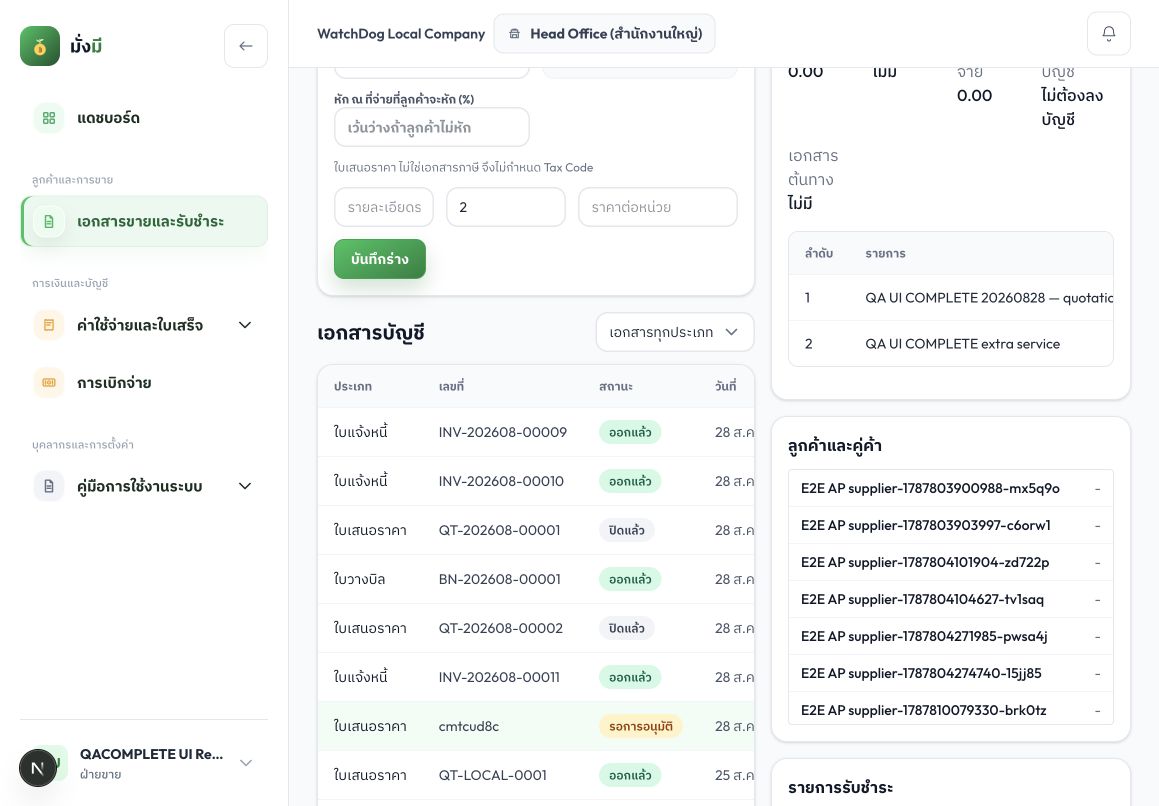 มั่งมี
แดชบอร์ด
ลูกค้าและการขาย
เอกสารขายและรับชำระ
การเงินและบัญชี
ค่าใช้จ่ายและใบเสร็จ
การเบิกจ่าย
บุคลากรและการตั้งค่า
คู่มือการใช้งานระบบ
N
QACOMPLETE UI Re...
ฝ่ายขาย
WatchDog Local Company
Head Office (สำนักงานใหญ่)
หัก ณ ที่จ่ายที่ลูกค้าจะหัก (%)
เว้นว่างถ้าลูกค้าไม่หัก
ใบเสนอราคา ไม่ใช่เอกสารภาษี จึงไม่กำหนด Tax Code
รายละเอียดร 2 ราคาต่อหน่วย
บันทึกร่าง
เอกสารบัญชี
เอกสารทุกประเภท
ประเภท เลขที่ สถานะ วันที่
ใบแจ้งหนี้ INV-202608-00009 ออกแล้ว 28 ส.ค
ใบแจ้งหนี้ INV-202608-00010 ออกแล้ว 28 ส.ค
ใบเสนอราคา QT-202608-00001 ปิดแล้ว 28 ส.ค
ใบวางบิล BN-202608-00001 ออกแล้ว 28 ส.ค
ใบเสนอราคา QT-202608-00002 ปิดแล้ว 28 ส.ค
ใบแจ้งหนี้ INV-202608-00011 ออกแล้ว 28 ส.ค
ใบเสนอราคา cmtcud8c รอการอนุมัติ 28 ส.ค
ใบเสนอราคา QT-LOCAL-0001 ออกแล้ว 25 ส.ค
0.00 ไม่มี จ่าย บัญชี
0.00 ไม่ต้องลง
บัญชี
เอกสาร
ต้นทาง
ไม่มี
ลำดับ รายการ
1 QA UI COMPLETE 20260828 — quotatic
2 QA UI COMPLETE extra service
ลูกค้าและคู่ค้า
E2E AP supplier-1787803900988-mx5q9o -
E2E AP supplier-1787803903997-c6orw1 -
E2E AP supplier-1787804101904-zd722p -
E2E AP supplier-1787804104627-tv1saq -
E2E AP supplier-1787804271985-pwsa4j -
E2E AP supplier-1787804274740-15jj85 -
E2E AP supplier-1787810079330-brk0tz -
รายการรับชำระ